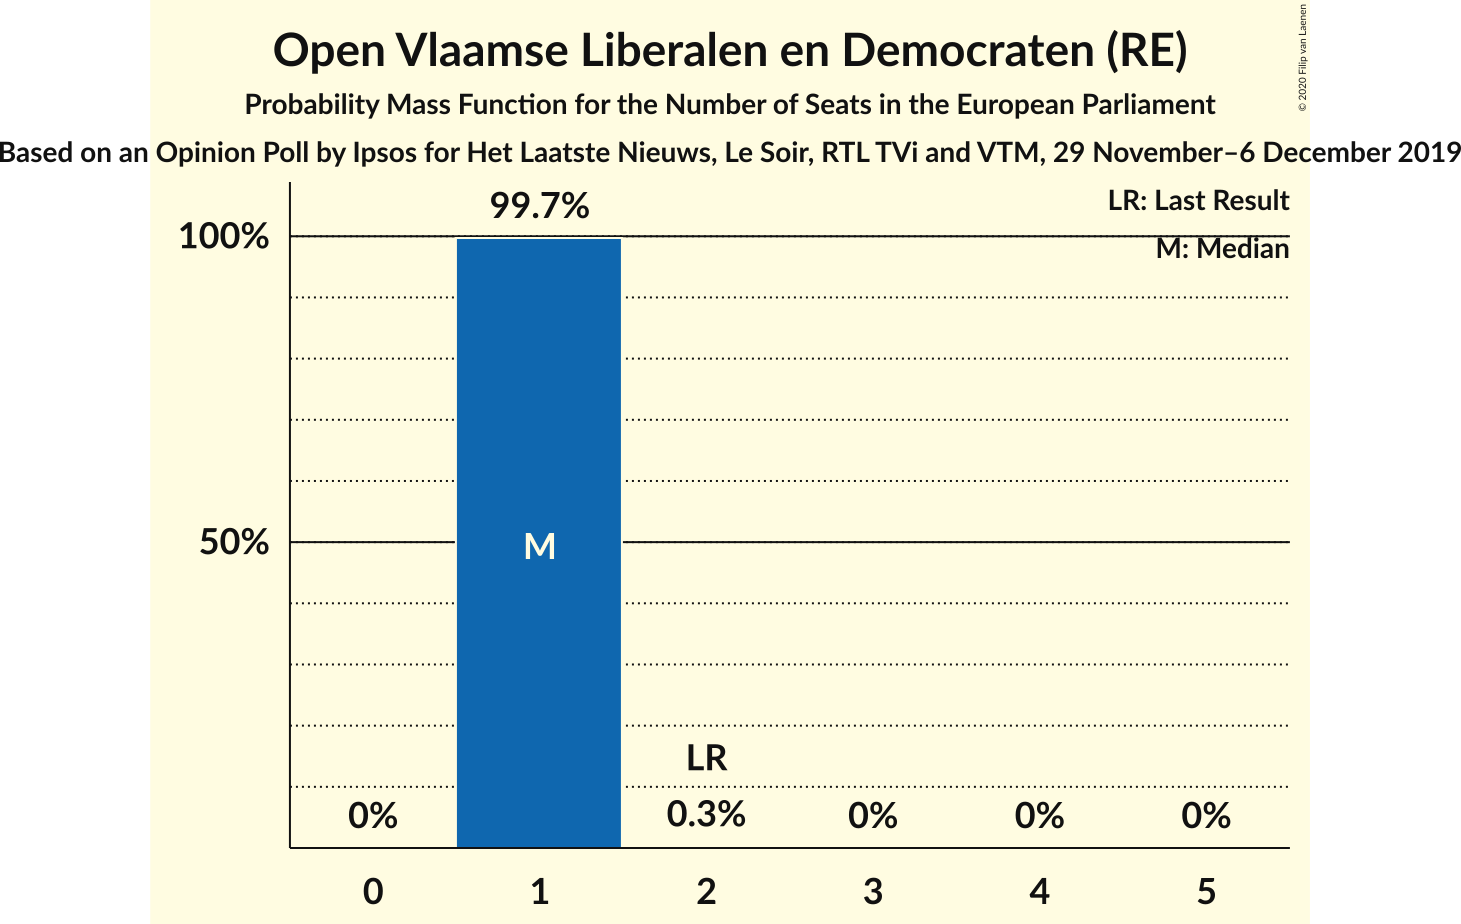 Open Vlaamse Liberalen en Democraten (RE)
Probability Mass Function for the Number of Seats in the European Parliament
Based on an Opinion Poll by Ipsos for Het Laatste Nieuws, Le Soir, RTL TVi and VTM, 29 November–6 December 2019
© 2020 Filip van Laenen
LR: Last Result
M: Median
99.7%
100%
50%
M
LR
0% 0.3% 0% 0% 0%
0 1 2 3 4 5